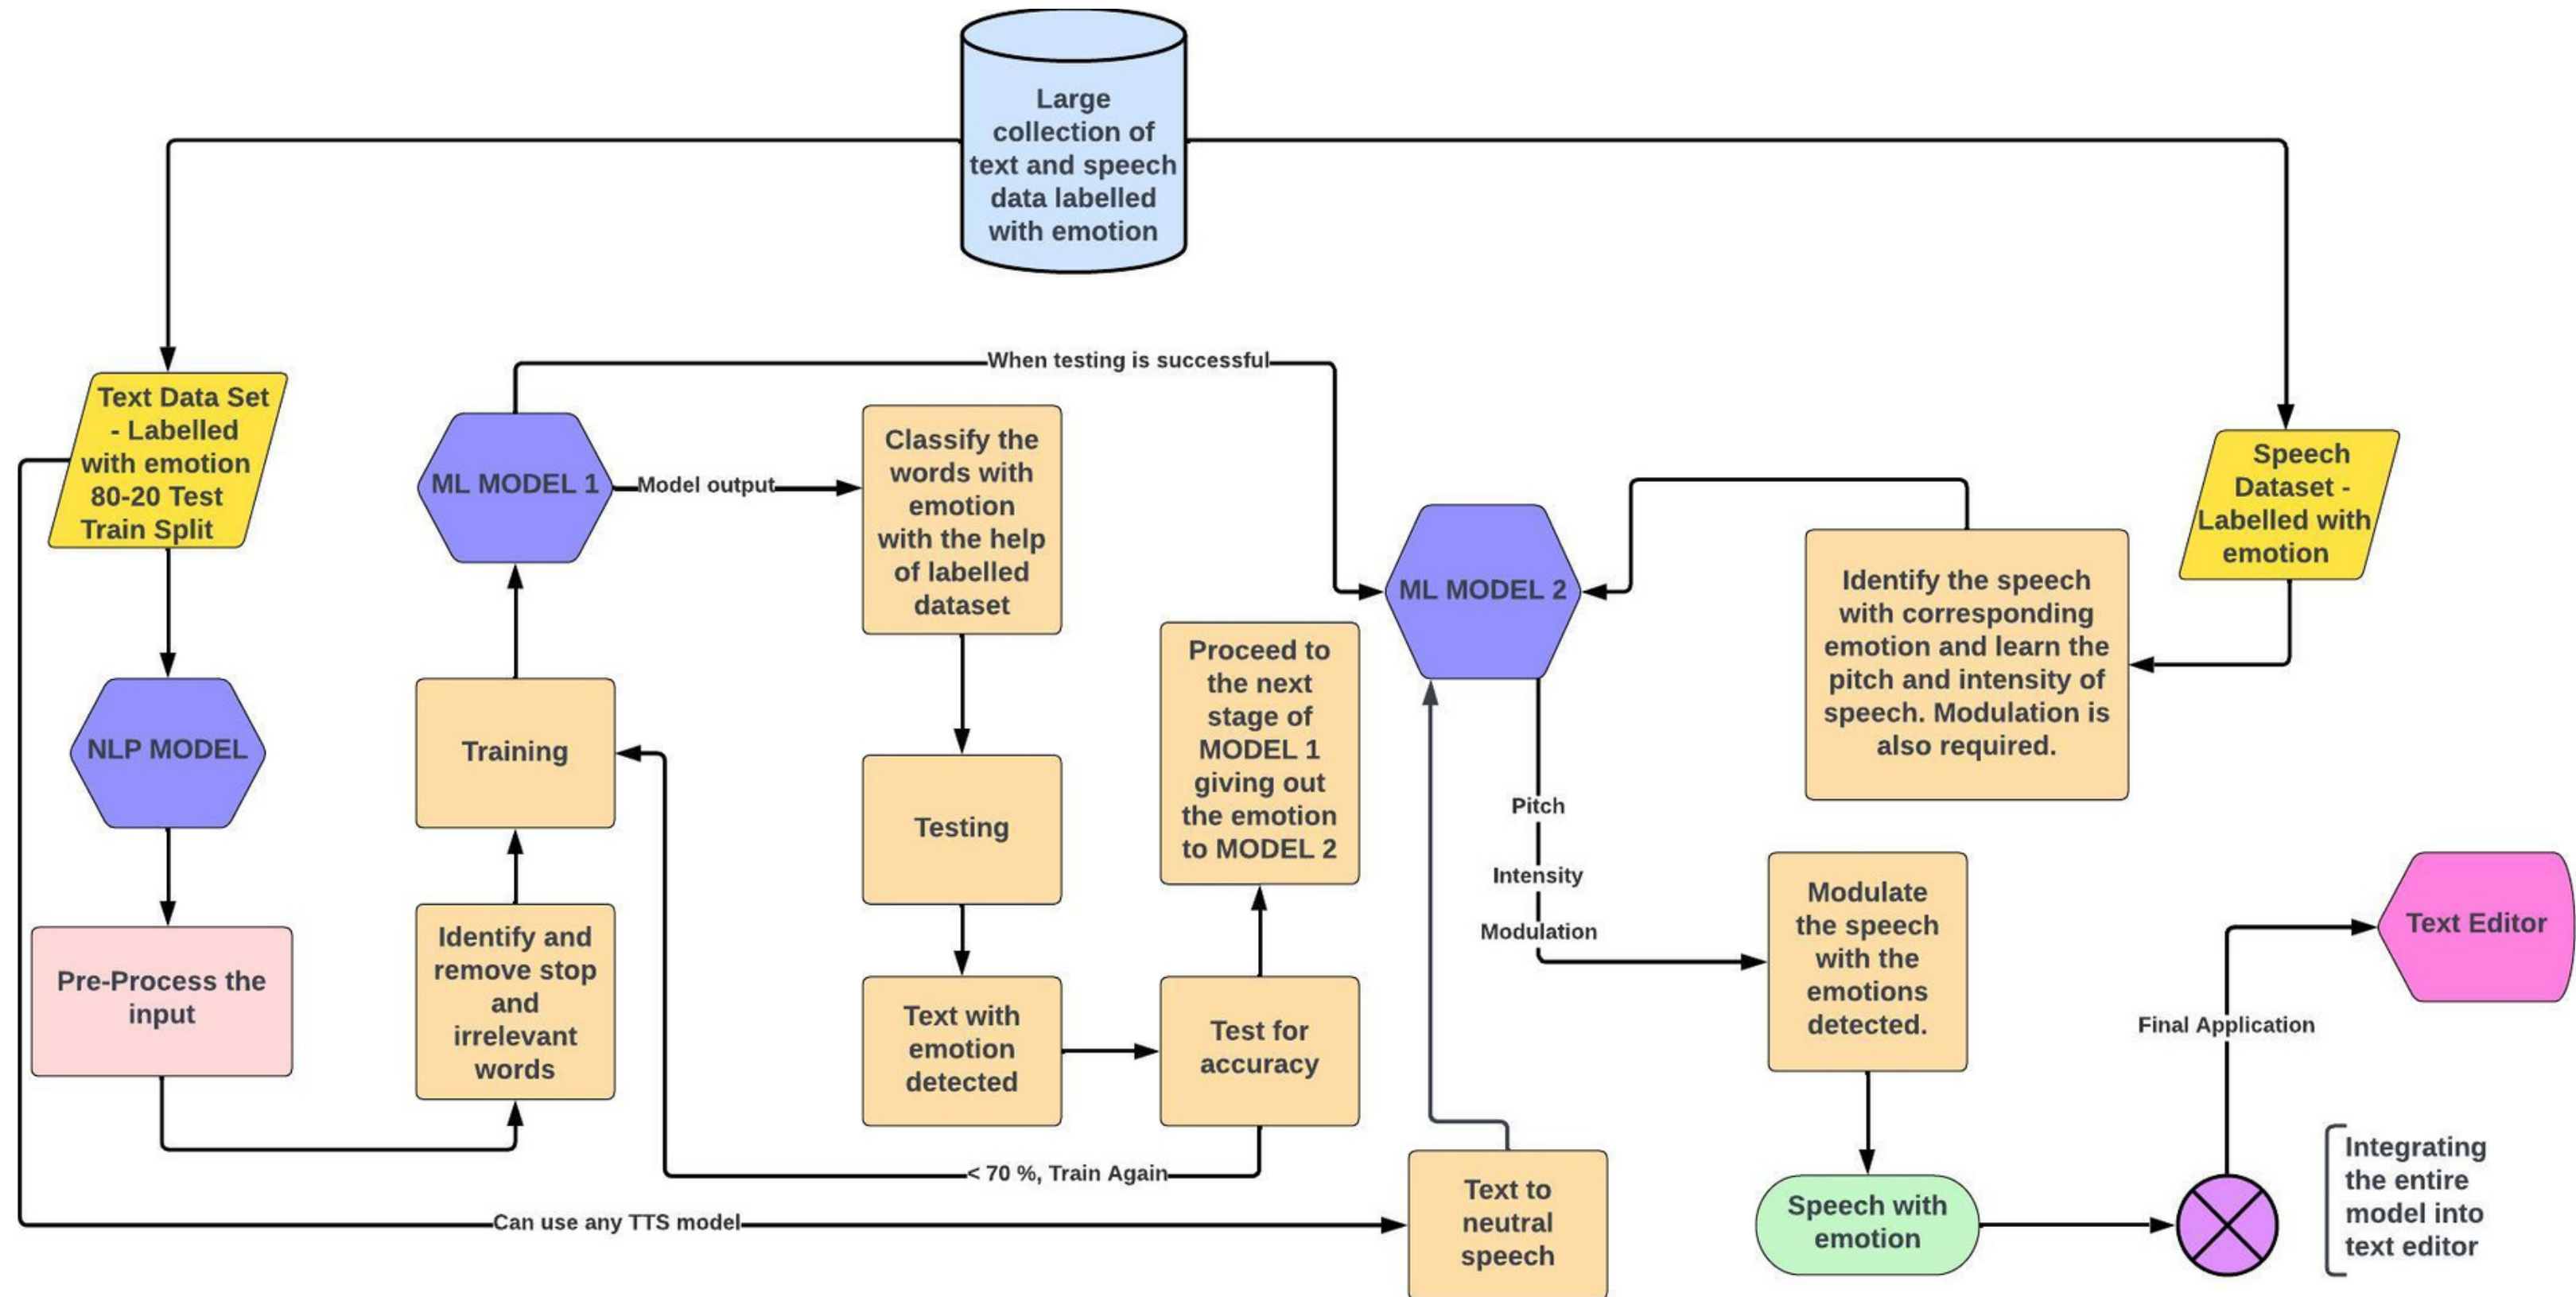 Large
collection of
text and speech
data labelled
with emotion
When testing is successful
Text Data Set
- Labelled
with emotion
80-20 Test
Train Split
ML MODEL 1
Model output
Classify the
words with
emotion
with the help
of labelled
dataset
ML MODEL 2
Identify the speech
with corresponding
emotion and learn the
pitch and intensity of
speech. Modulation is
also required.
Speech
Dataset -
Labelled with
emotion
NLP MODEL
Training
Testing
Proceed to
the next
stage of
MODEL 1
giving out
the emotion
to MODEL 2
Pitch
Intensity
Modulation
Modulate
the speech
with the
emotions
detected.
Text Editor
Pre-Process the
input
Identify and
remove stop
and
irrelevant
words
Text with
emotion
detected
Test for
accuracy
Final Application
< 70 %, Train Again
Can use any TTS model
Text to
neutral
speech
Speech with
emotion
Integrating
the entire
model into
text editor